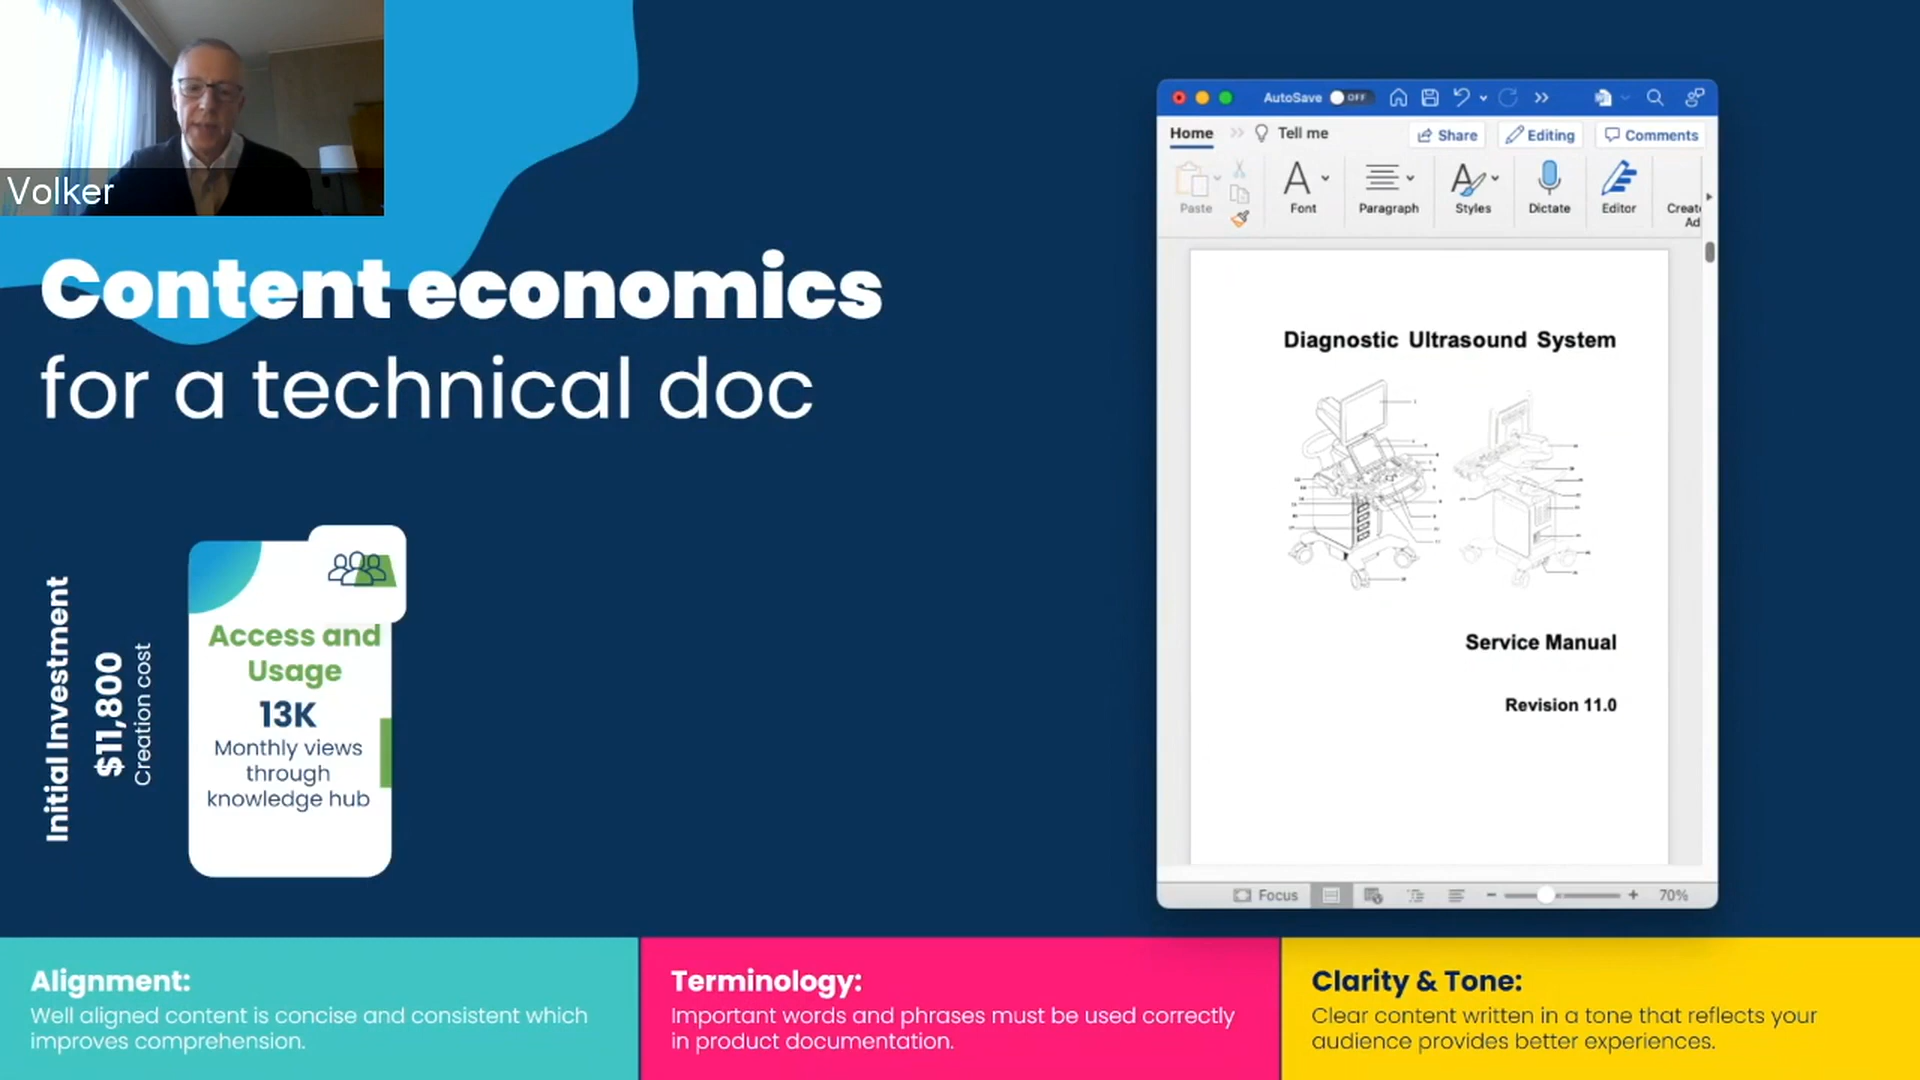 Volker
Content economics
for a technical doc
Initial Investment
$11,800
Creation cost
Access and
Usage
13K
Monthly views
through
knowledge hub
AutoSave OFF
Home Tell me Share Editing Comments
Paste Font Paragraph Styles Dictate Editor Creat
Ad
Diagnostic Ultrasound System
Service Manual
Revision 11.0
Focus 70%
Alignment:
Well aligned content is concise and consistent which
improves comprehension.
Terminology:
Important words and phrases must be used correctly
in product documentation.
Clarity & Tone:
Clear content written in a tone that reflects your
audience provides better experiences.